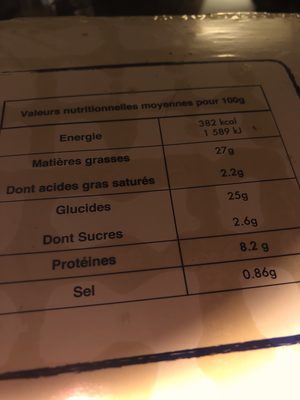 Valeurs nutritionnelles moyennes pour 100g
Energie 382 kcal
1 589 kJ
Matières grasses 27g
Dont acides gras saturés 2.2g
Glucides 25g
Dont Sucres 2.6g
Protéines 8.2 g
Sel 0.86g